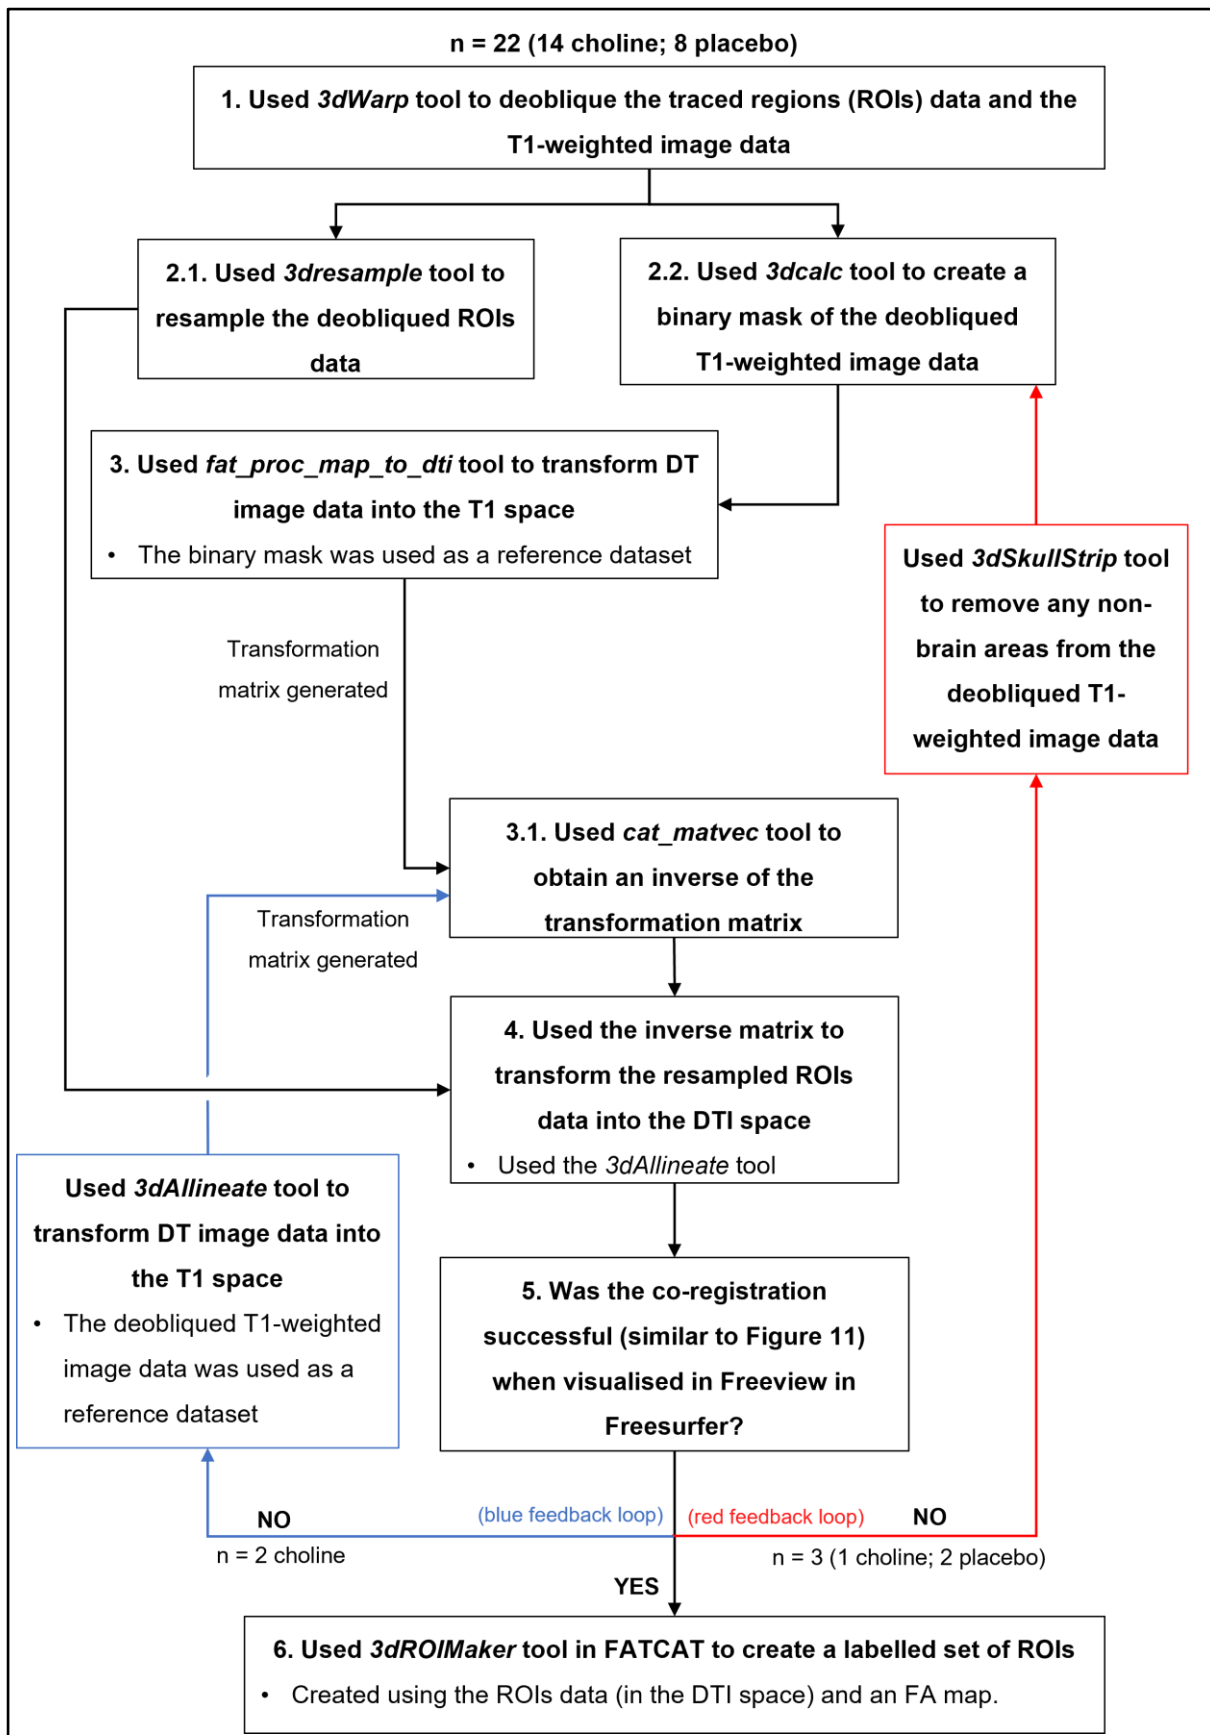 n = 22 (14 choline; 8 placebo)
1. Used 3dWarp tool to deoblique the traced regions (ROIs) data and the
T1-weighted image data
2.1. Used 3dresample tool to
resample the deobliqued ROIs
data
2.2. Used 3dcalc tool to create a
binary mask of the deobliqued
T1-weighted image data
3. Used fat_proc_map_to_dti tool to transform DT
image data into the T1 space
• The binary mask was used as a reference dataset
Used 3dSkullStrip tool
to remove any non-
brain areas from the
deobliqued T1-
weighted image data
Transformation
matrix generated
3.1. Used cat_matvec tool to
obtain an inverse of the
transformation matrix
Transformation
matrix generated
4. Used the inverse matrix to
transform the resampled ROIs
data into the DTI space
• Used the 3dAllineate tool
Used 3dAllineate tool to
transform DT image data into
the T1 space
• The deobliqued T1-weighted
image data was used as a
reference dataset
5. Was the co-registration
successful (similar to Figure 11)
when visualised in Freeview in
Freesurfer?
(blue feedback loop)
(red feedback loop)
NO
n = 2 choline
NO
n = 3 (1 choline; 2 placebo)
YES
6. Used 3dROIMaker tool in FATCAT to create a labelled set of ROIs
• Created using the ROIs data (in the DTI space) and an FA map.